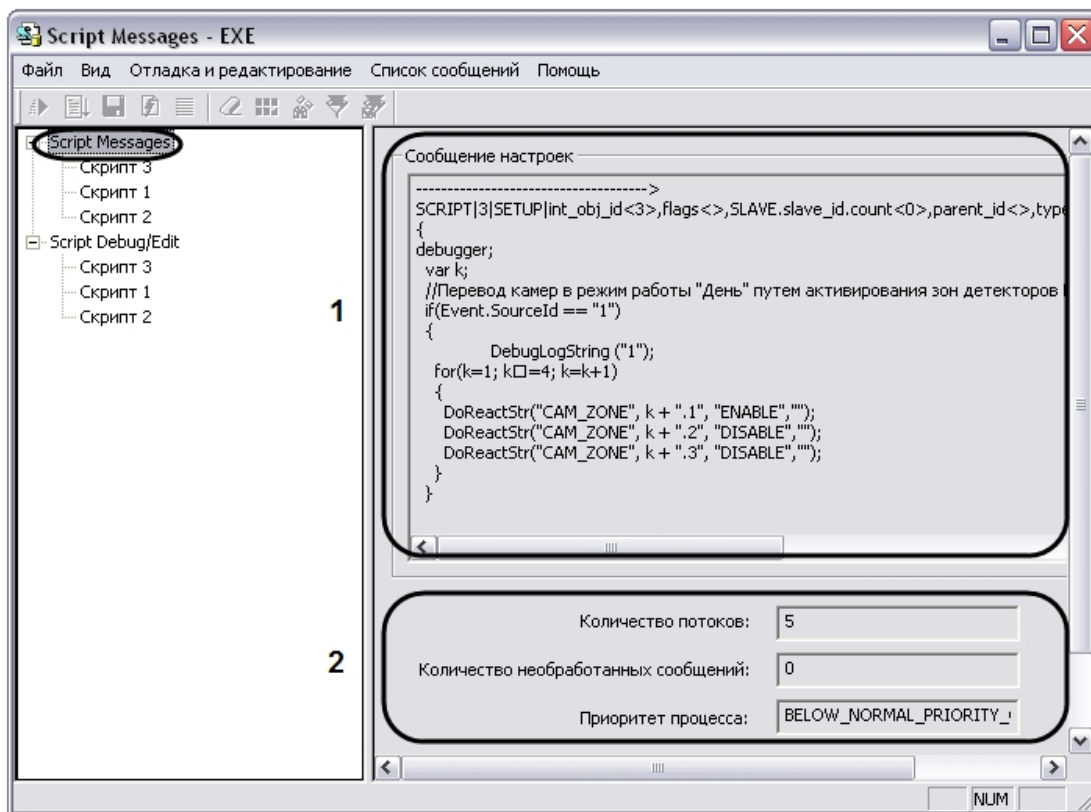 Script Messages - EXE
Файл Вид Отладка и редактирование Список сообщений Помощь
Script Messages
Скрипт 3
Скрипт 1
Скрипт 2
Script Debug/Edit
Скрипт 3
Скрипт 1
Скрипт 2
1
Сообщение настроек
------------------------------------->
SCRIPT|3|SETUP|int_obj_id<3>,flags<>,SLAVE.slave_id.count<0>,parent_id<>,type
{
debugger;
var k;
//Перевод камер в режим работы "День" путем активирования зон детекторов
if(Event.SourceId == "1")
{
DebugLogString ("1");
for(k=1; k□=4; k=k+1)
{
DoReactStr("CAM_ZONE", k + ".1", "ENABLE","");
DoReactStr("CAM_ZONE", k + ".2", "DISABLE","");
DoReactStr("CAM_ZONE", k + ".3", "DISABLE","");
}
}
2
Количество потоков: 5
Количество необработанных сообщений: 0
Приоритет процесса: BELOW_NORMAL_PRIORITY_
NUM